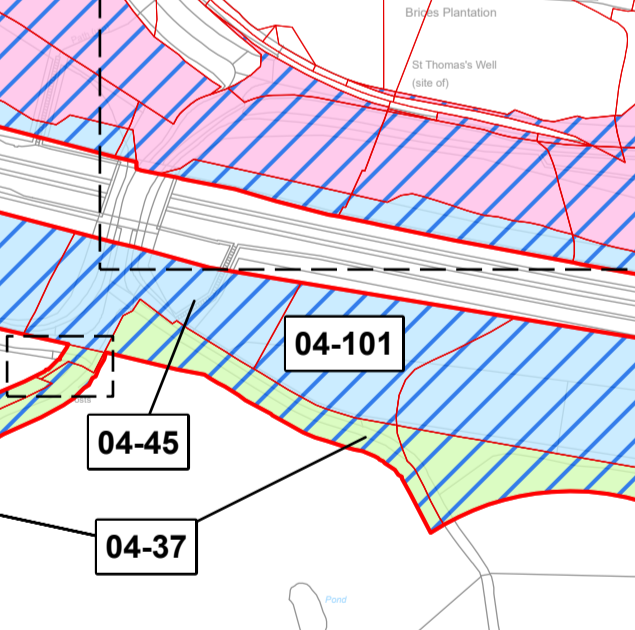 Brices Plantation
St Thomas's Well
(site of)
04-101
04-45
04-37
Pond